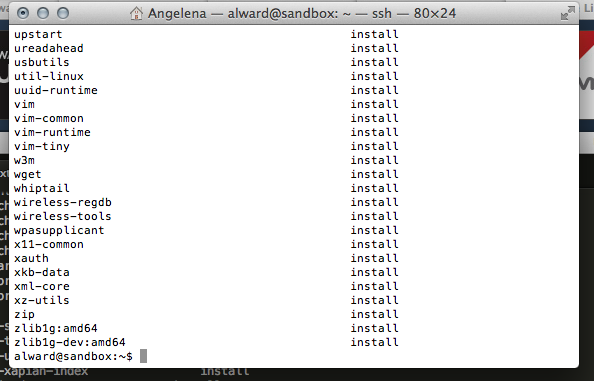 Angelena — alward@sandbox: ~ — ssh — 80×24
upstart install
ureadahead install
usbutils install
util-linux install
uuid-runtime install
vim install
vim-common install
vim-runtime install
vim-tiny install
w3m install
wget install
whiptail install
wireless-regdb install
wireless-tools install
wpasupplicant install
x11-common install
xauth install
xkb-data install
xml-core install
xz-utils install
zip install
zlib1g:amd64 install
zlib1g-dev:amd64 install
alward@sandbox:~$
-xapian-index install